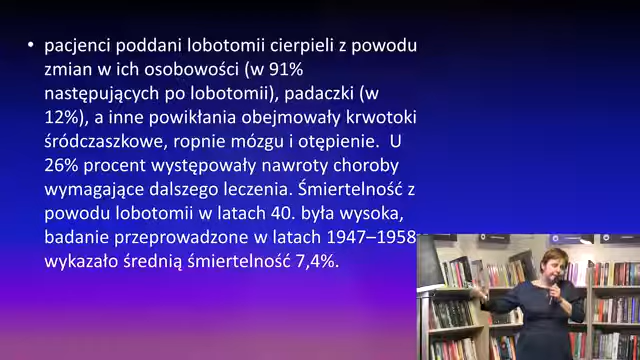 • pacjenci poddani lobotomii cierpieli z powodu
zmian w ich osobowości (w 91%
następujących po lobotomii), padaczki (w
12%), a inne powikłania obejmowały krwotoki
śródczaszkowe, ropnie mózgu i otępienie.  U
26% procent występowały nawroty choroby
wymagające dalszego leczenia. Śmiertelność z
powodu lobotomii w latach 40. była wysoka,
badanie przeprowadzone w latach 1947–1958
wykazało średnią śmiertelność 7,4%.